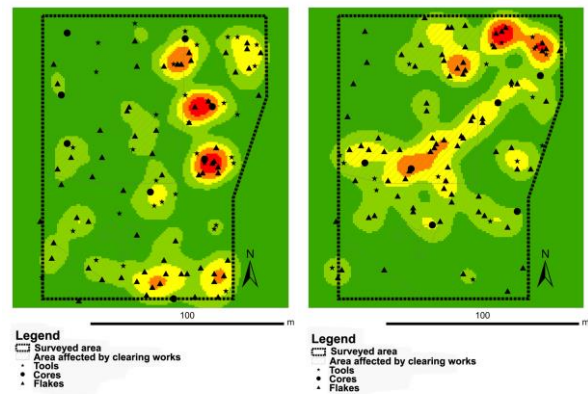 N
N
100
m
100
m
Legend
Surveyed area
Area affected by clearing works
Tools
Cores
Flakes
Legend
Surveyed area
Area affected by clearing works
Tools
Cores
Flakes